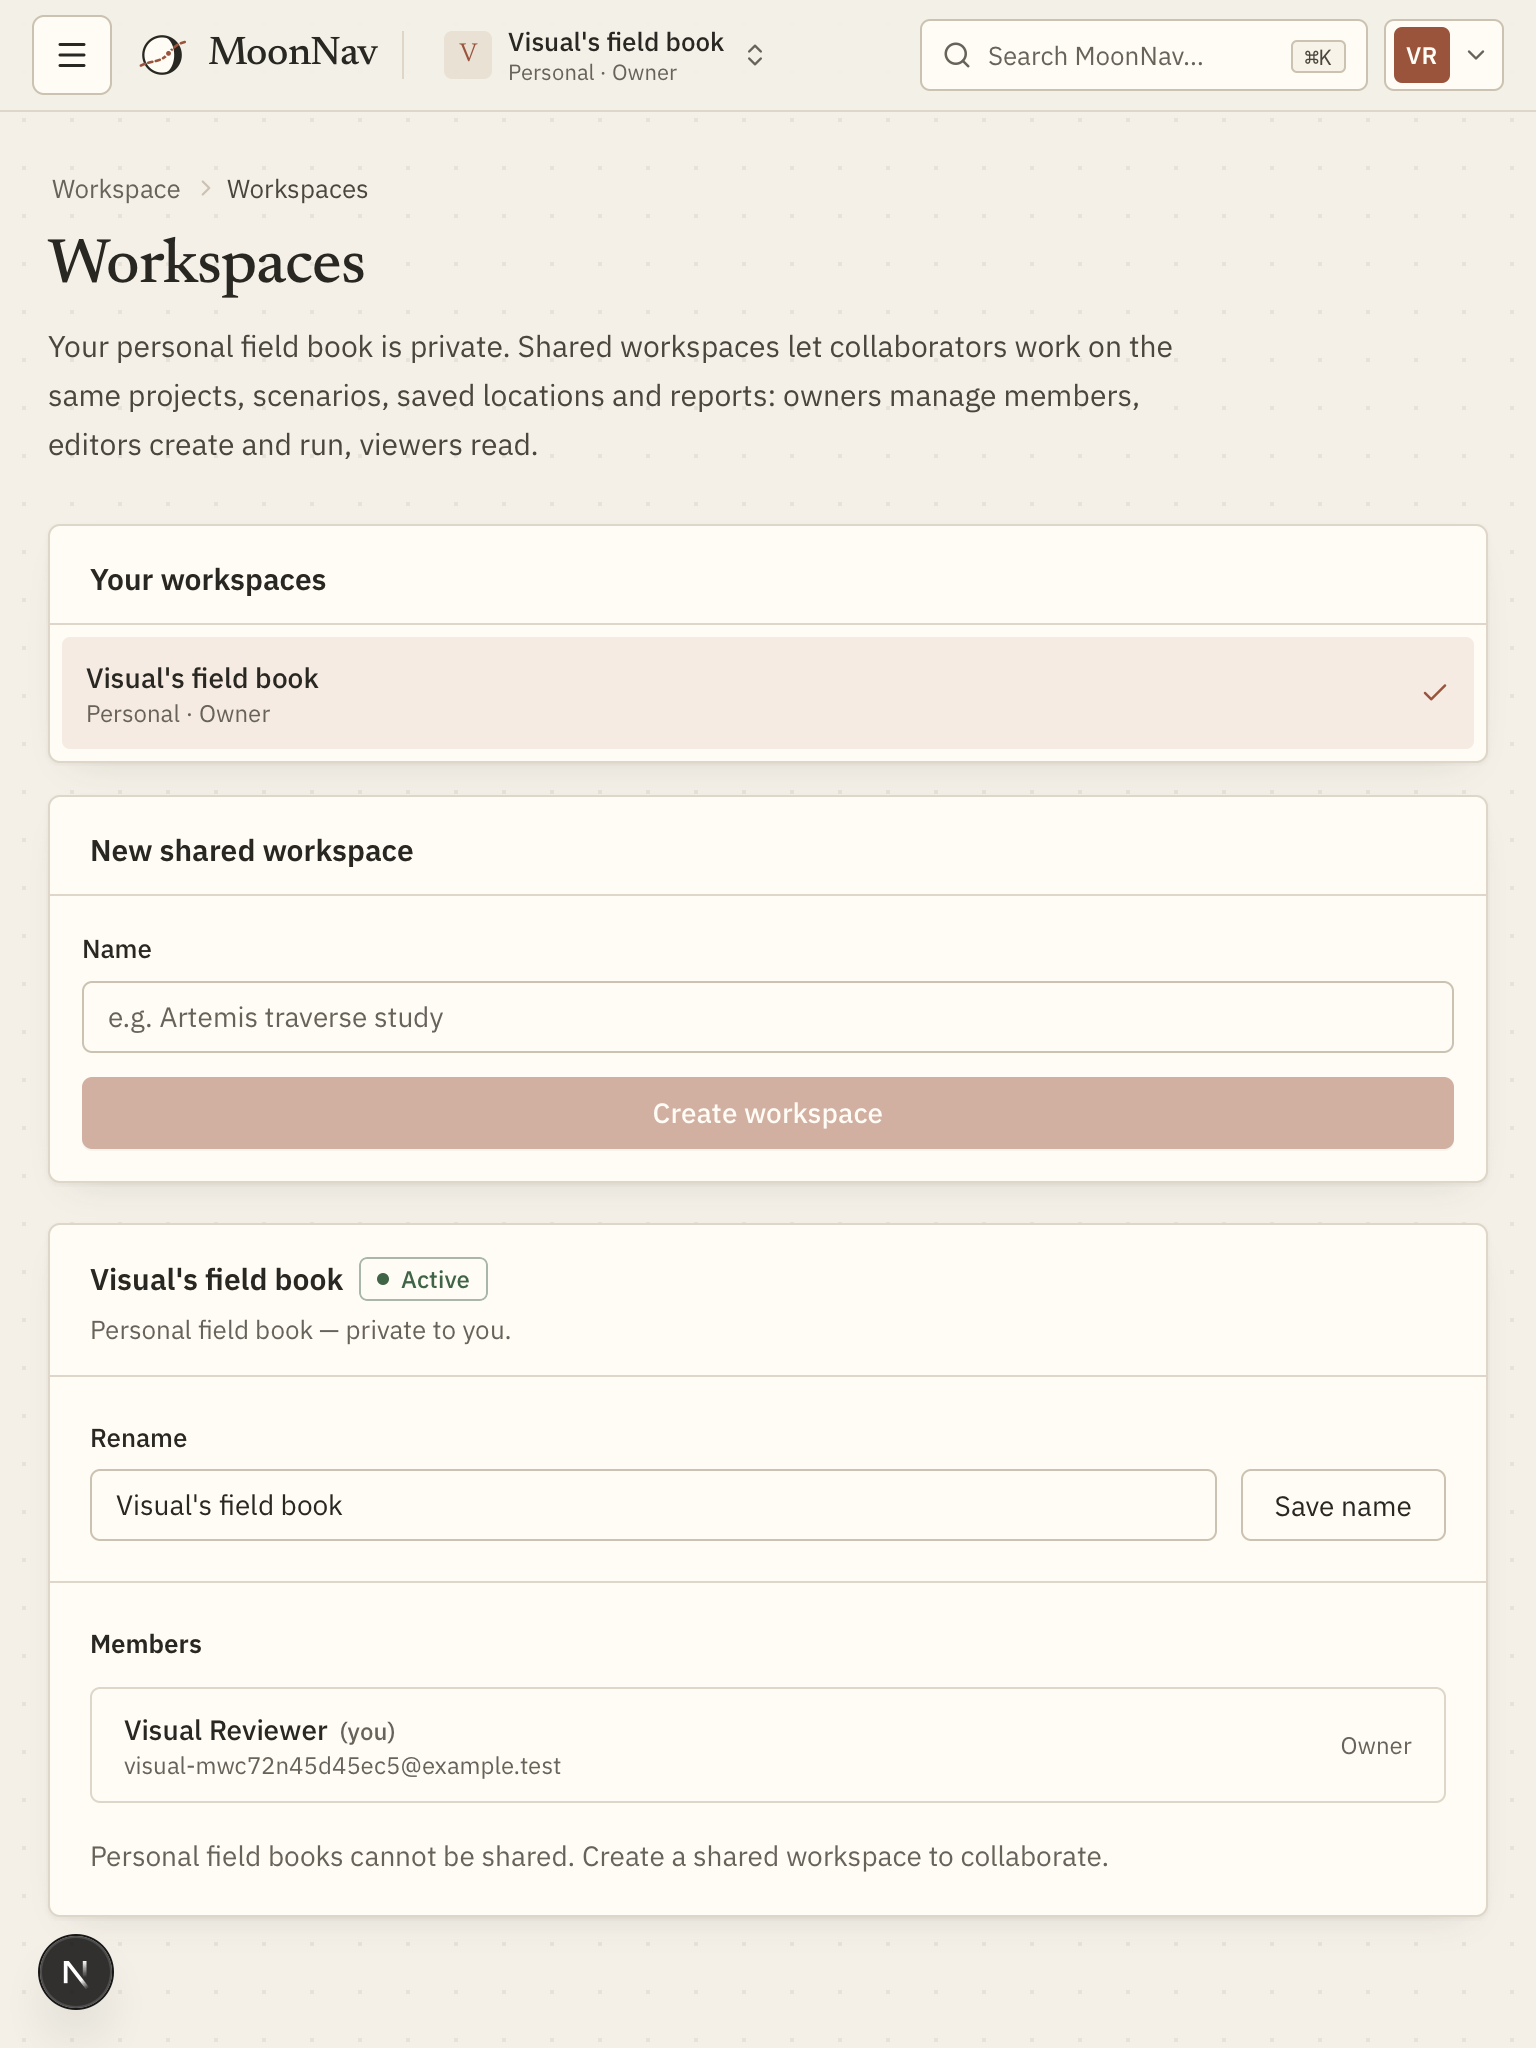 MoonNav
V
Visual's field book
Personal · Owner
Search MoonNav...
⌘K
VR
Workspace
Workspaces
Workspaces
Your personal field book is private. Shared workspaces let collaborators work on the
same projects, scenarios, saved locations and reports: owners manage members,
editors create and run, viewers read.
Your workspaces
Visual's field book
Personal · Owner
New shared workspace
Name
e.g. Artemis traverse study
Create workspace
Visual's field book
Active
Personal field book — private to you.
Rename
Visual's field book
Save name
Members
Visual Reviewer (you)
visual-mwc72n45d45ec5@example.test
Owner
Personal field books cannot be shared. Create a shared workspace to collaborate.
N